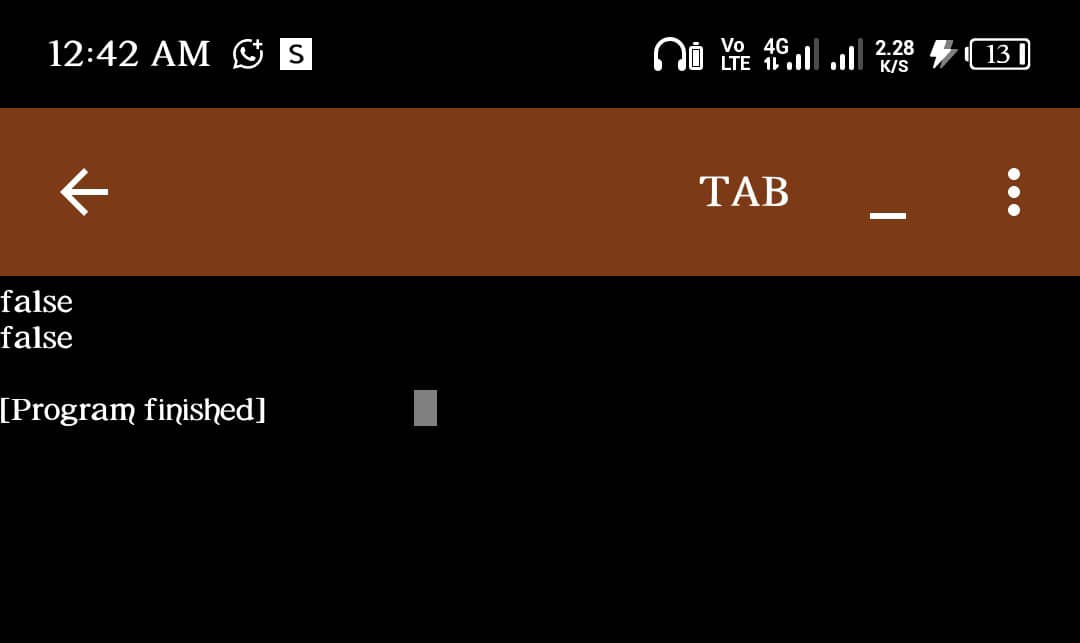 12:42 AM S Vo LTE 4G 2.28 K/S 13
TAB
false
false
[Program finished]